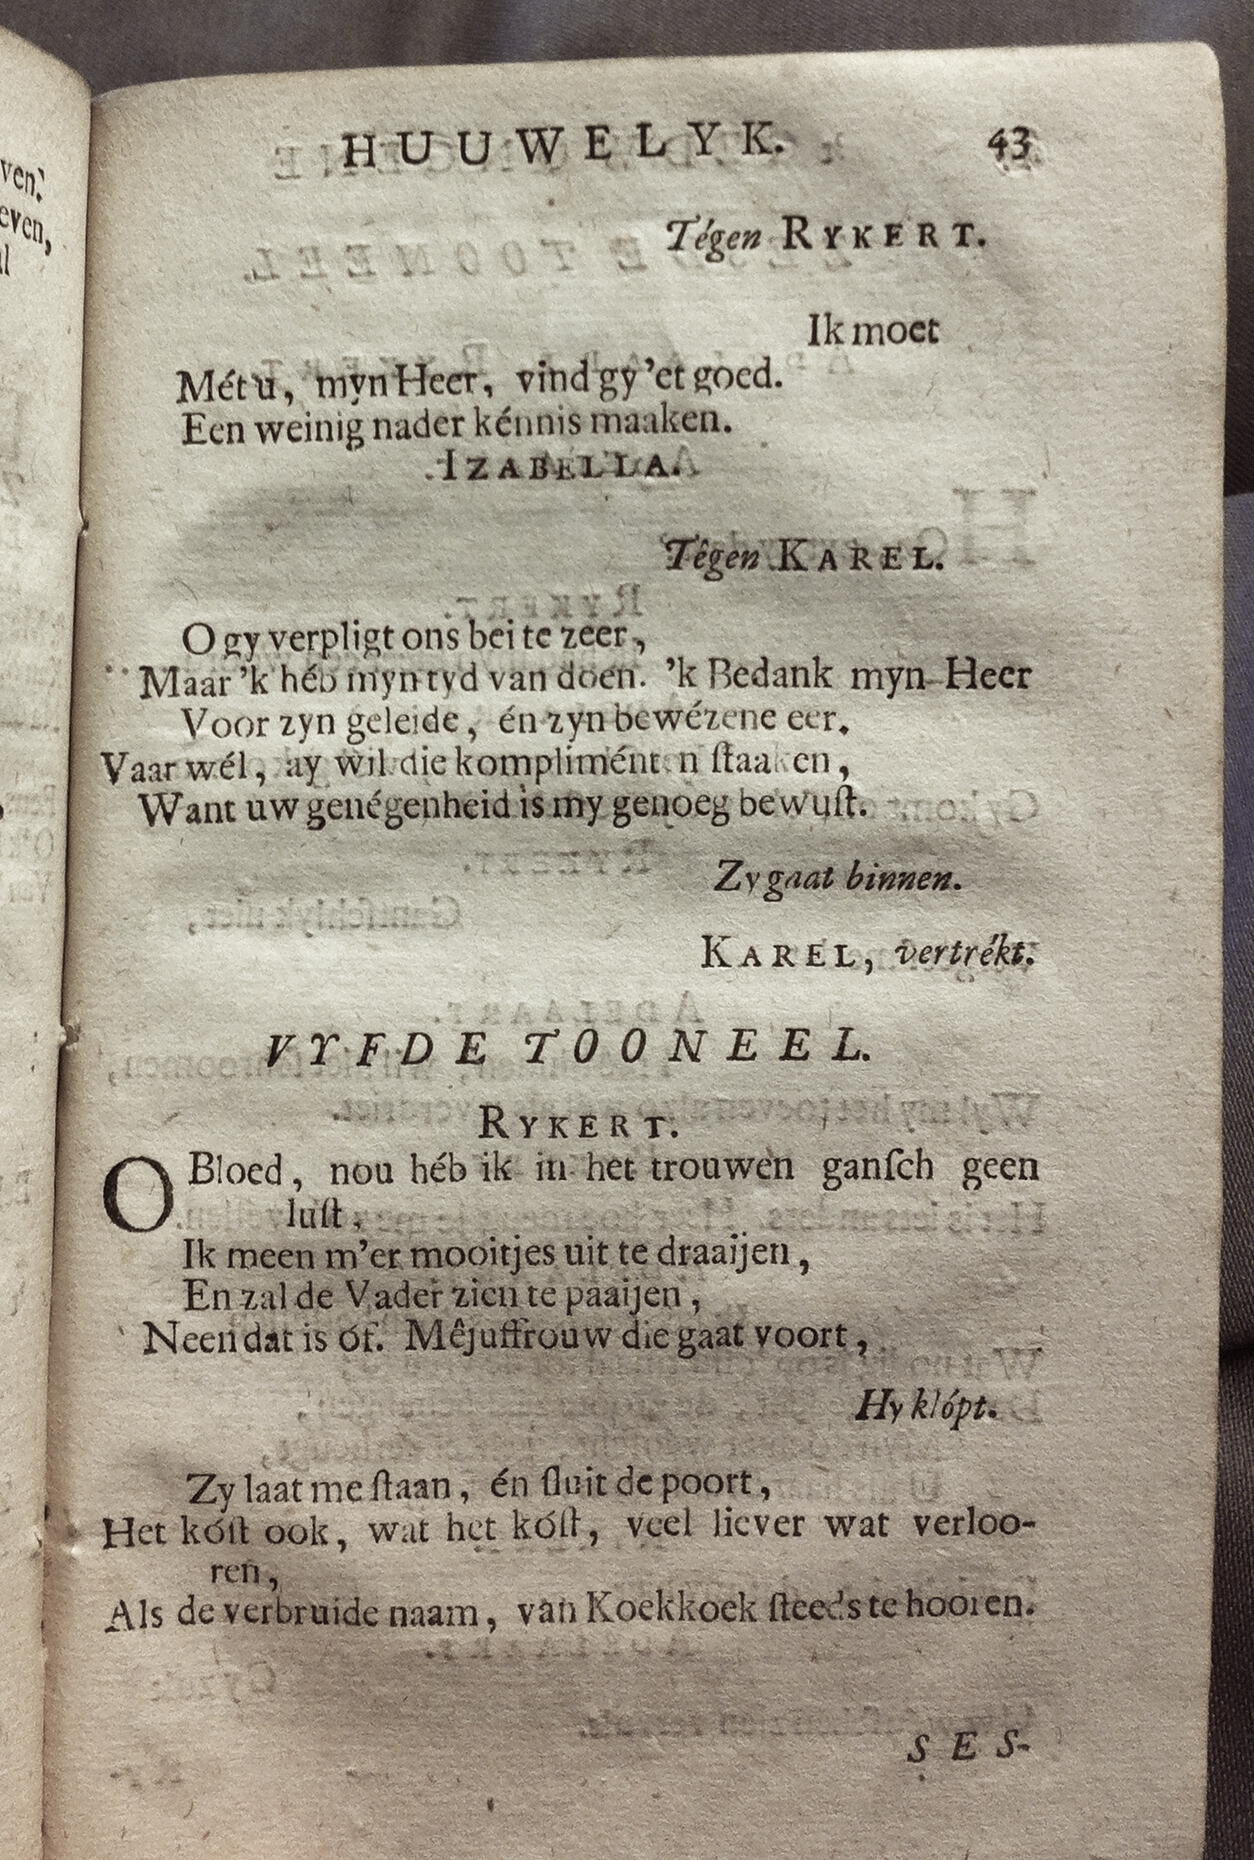 ven.
even,
HUUWELYK. 43
Tégen RYKERT.
Ik moet
Mét u, myn Heer, vind gy 'et goed.
Een weinig nader kénnis maaken.
IZABELLA.
Têgen KAREL.
O gy verpligt ons bei te zeer,
Maar 'k héb myn tyd van doen. 'k Bedank myn Heer
Voor zyn geleide, én zyn bewézene eer.
Vaar wél, ay wil die komplimént n ſtaaken,
Want uw genégenheid is my genoeg bewuſt.
Zy gaat binnen.
KAREL, vertrékt.
VYFDE TOONEEL.
RYKERT.
O Bloed, nou héb ik in het trouwen ganſch geen
luſt,
Ik meen m'er mooitjes uit te draaijen,
En zal de Vader zien te paaijen,
Neen dat is óf. Mêjuffrouw die gaat voort,
Hy klópt.
Zy laat me ſtaan, én ſluit de poort,
Het kóſt ook, wat het kóſt, veel liever wat verloo-
ren,
Als de verbruide naam, van Koekkoek ſteeds te hooren.
SES-